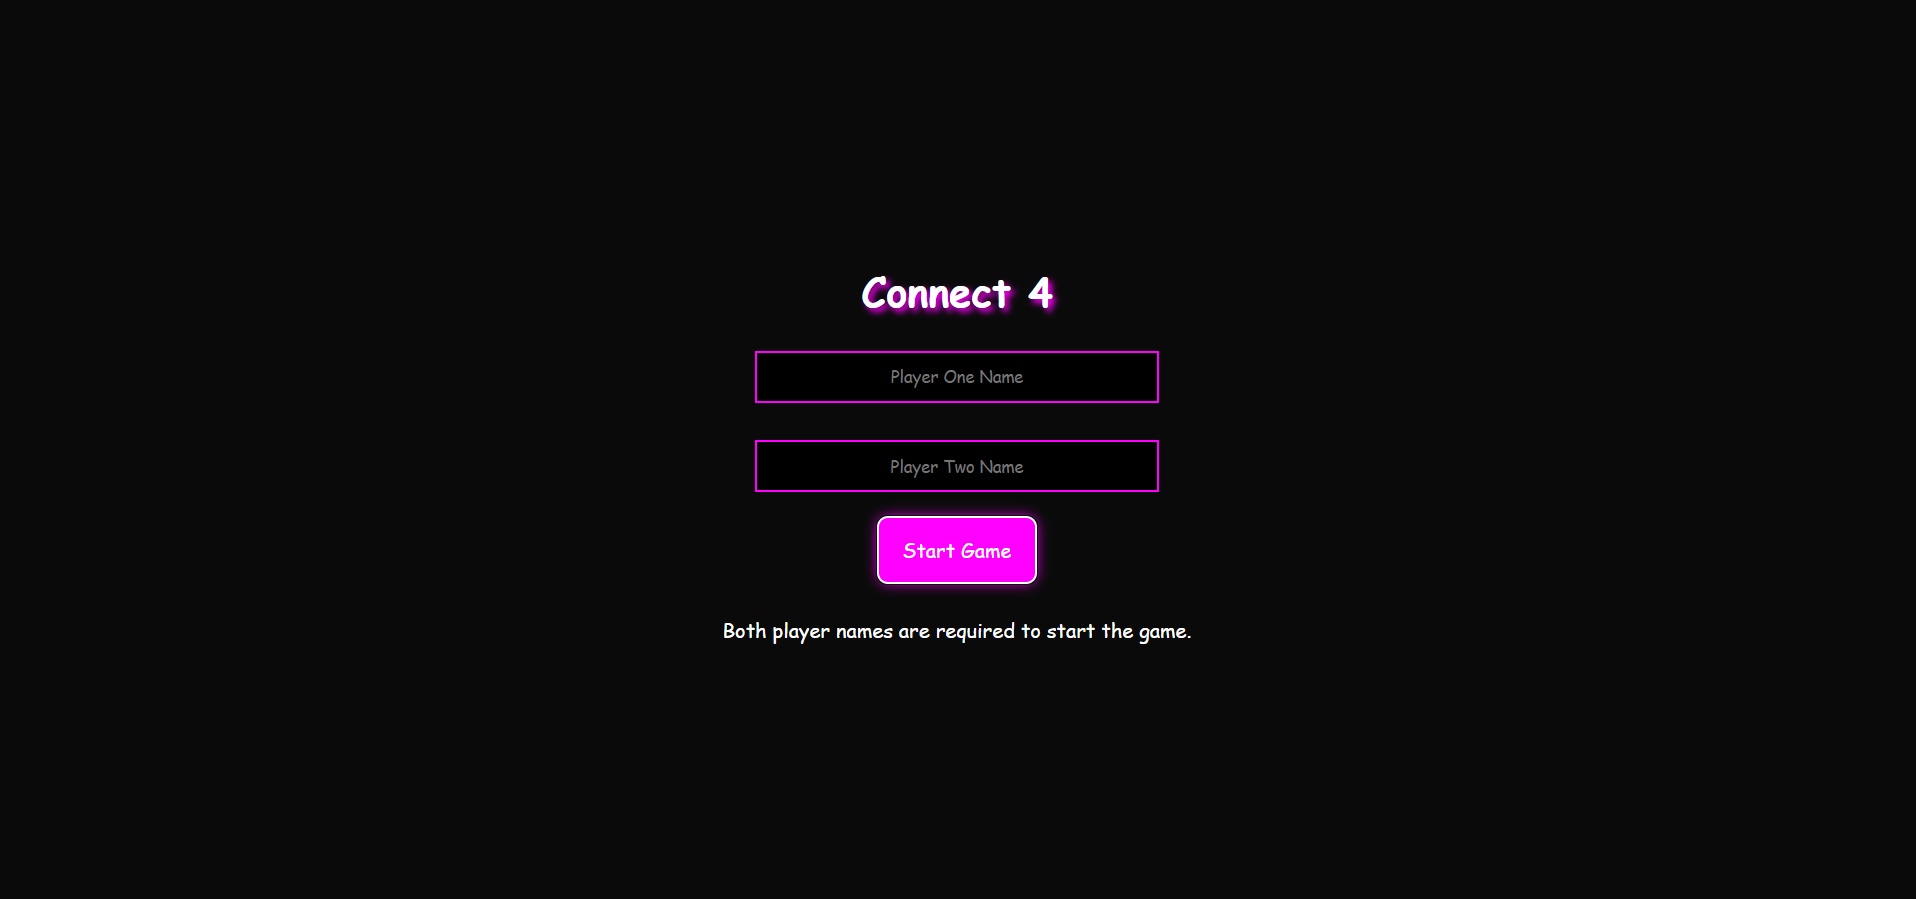 Connect 4
Player One Name
Player Two Name
Start Game
Both player names are required to start the game.